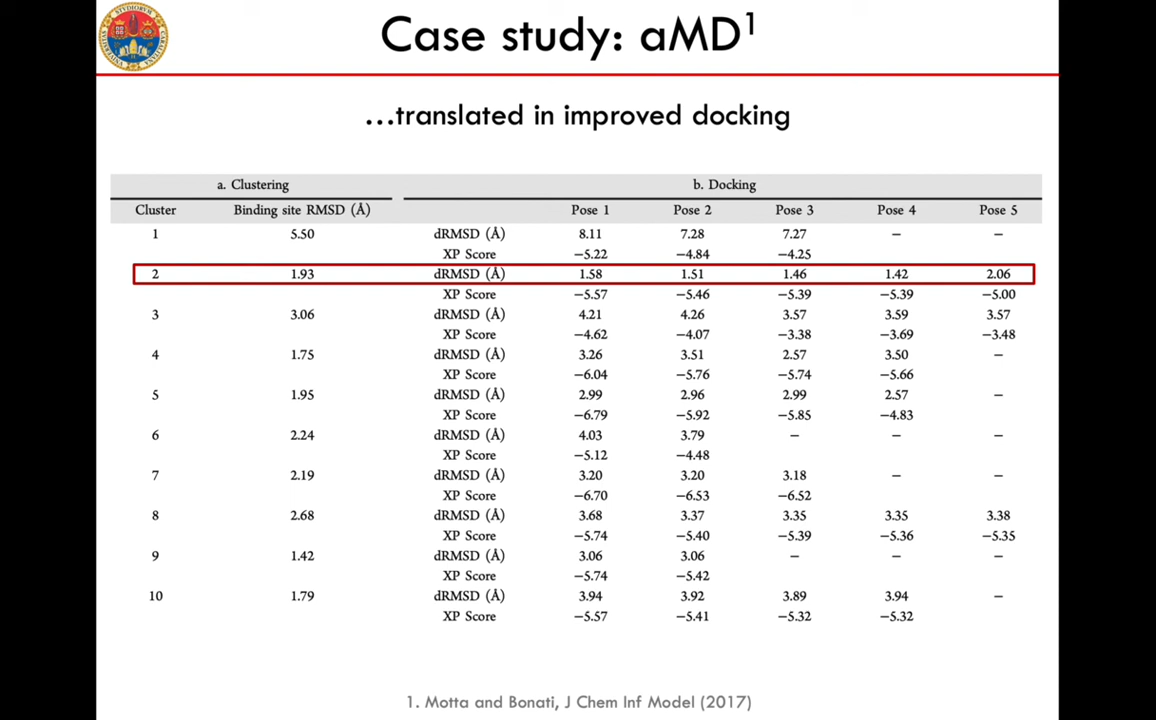 Case study: aMD1
...translated in improved docking
a. Clustering b. Docking
Cluster Binding site RMSD (Å) Pose 1 Pose 2 Pose 3 Pose 4 Pose 5
1 5.50 dRMSD (Å) 8.11 7.28 7.27 – –
XP Score −5.22 −4.84 −4.25
2 1.93 dRMSD (Å) 1.58 1.51 1.46 1.42 2.06
XP Score −5.57 −5.46 −5.39 −5.39 −5.00
3 3.06 dRMSD (Å) 4.21 4.26 3.57 3.59 3.57
XP Score −4.62 −4.07 −3.38 −3.69 −3.48
4 1.75 dRMSD (Å) 3.26 3.51 2.57 3.50 –
XP Score −6.04 −5.76 −5.74 −5.66
5 1.95 dRMSD (Å) 2.99 2.96 2.99 2.57 –
XP Score −6.79 −5.92 −5.85 −4.83
6 2.24 dRMSD (Å) 4.03 3.79 – – –
XP Score −5.12 −4.48
7 2.19 dRMSD (Å) 3.20 3.20 3.18 – –
XP Score −6.70 −6.53 −6.52
8 2.68 dRMSD (Å) 3.68 3.37 3.35 3.35 3.38
XP Score −5.74 −5.40 −5.39 −5.36 −5.35
9 1.42 dRMSD (Å) 3.06 3.06 – – –
XP Score −5.74 −5.42
10 1.79 dRMSD (Å) 3.94 3.92 3.89 3.94 –
XP Score −5.57 −5.41 −5.32 −5.32
1. Motta and Bonati, J Chem Inf Model (2017)